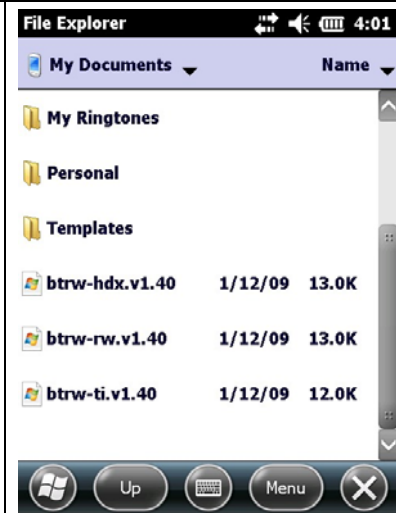 File Explorer 4:01
My Documents Name
My Ringtones
Personal
Templates
btrw-hdx.v1.40 1/12/09 13.0K
btrw-rw.v1.40 1/12/09 13.0K
btrw-ti.v1.40 1/12/09 12.0K
Up Menu